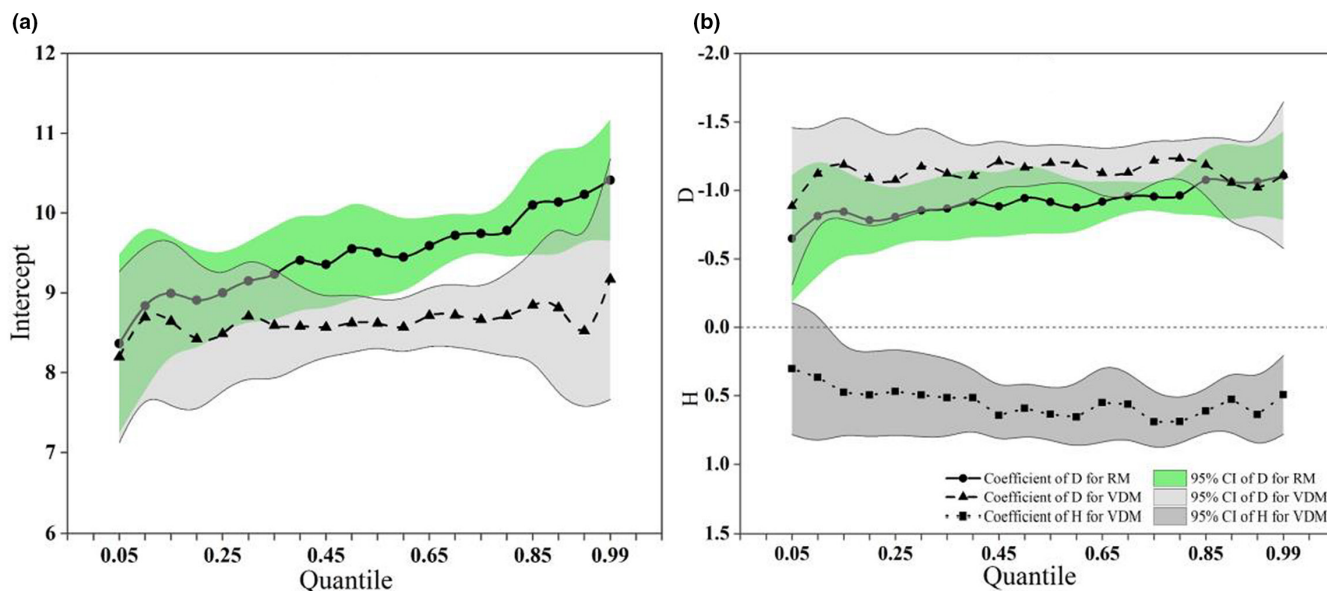 (a)
12
11
10
9
8
7
6
Intercept
0.05 0.25 0.45 0.65 0.85 0.99
Quantile
(b)
-2.0
-1.5
-1.0
-0.5
0.0
0.5
1.0
1.5
D
H
Coefficient of D for RM 95% CI of D for RM
Coefficient of D for VDM 95% CI of D for VDM
Coefficient of H for VDM 95% CI of H for VDM
0.05 0.25 0.45 0.65 0.85 0.99
Quantile